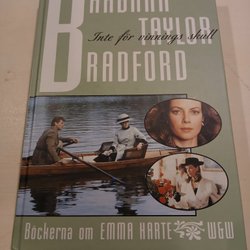 BARBARA
TAYLOR
Inte för vinnings skull
BRADFORD
Böckerna om EMMA HARTE W&W